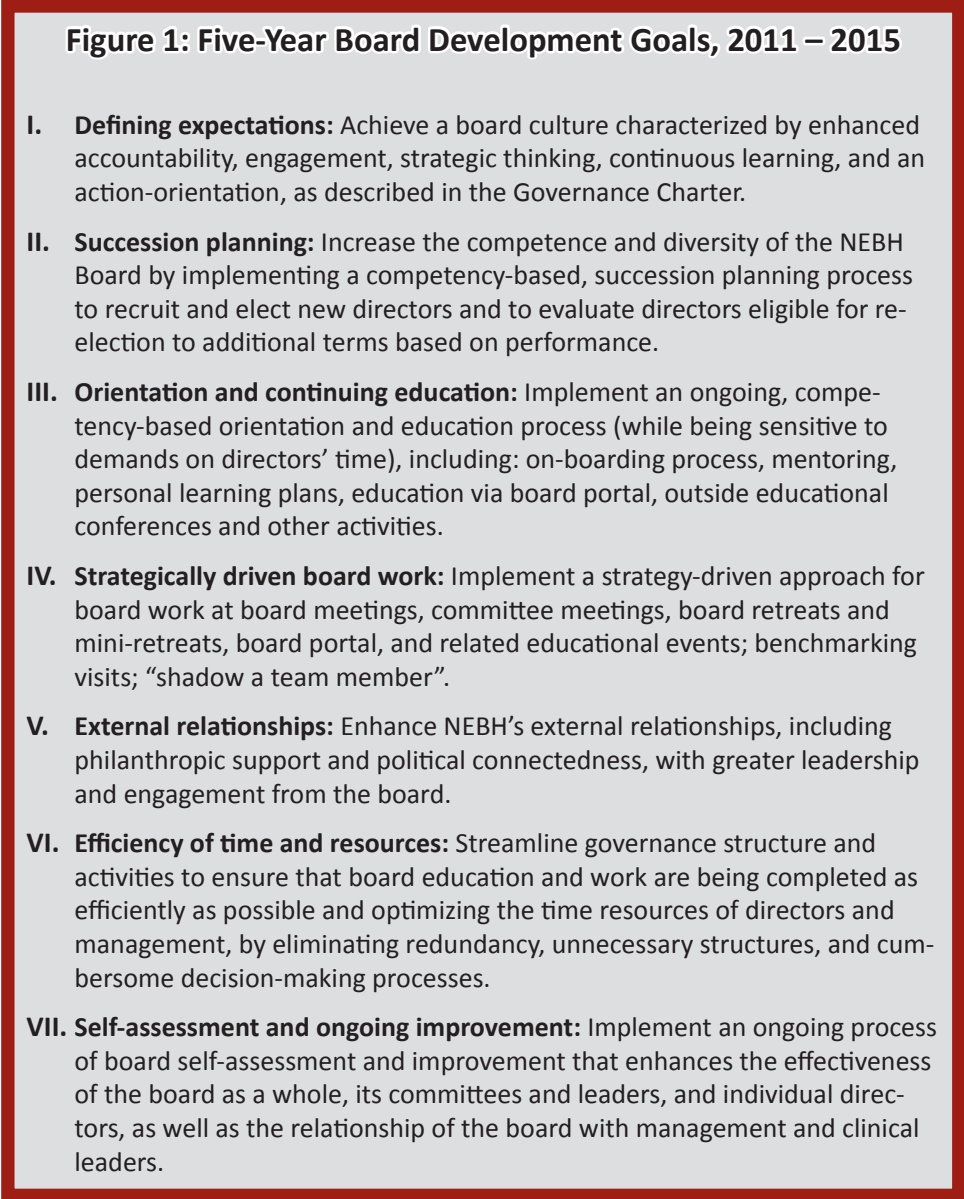 Figure 1: Five-Year Board Development Goals, 2011 – 2015
I. Defining expectations: Achieve a board culture characterized by enhanced
accountability, engagement, strategic thinking, continuous learning, and an
action-orientation, as described in the Governance Charter.
II. Succession planning: Increase the competence and diversity of the NEBH
Board by implementing a competency-based, succession planning process
to recruit and elect new directors and to evaluate directors eligible for re-
election to additional terms based on performance.
III. Orientation and continuing education: Implement an ongoing, compe-
tency-based orientation and education process (while being sensitive to
demands on directors’ time), including: on-boarding process, mentoring,
personal learning plans, education via board portal, outside educational
conferences and other activities.
IV. Strategically driven board work: Implement a strategy-driven approach for
board work at board meetings, committee meetings, board retreats and
mini-retreats, board portal, and related educational events; benchmarking
visits; “shadow a team member”.
V. External relationships: Enhance NEBH’s external relationships, including
philanthropic support and political connectedness, with greater leadership
and engagement from the board.
VI. Efficiency of time and resources: Streamline governance structure and
activities to ensure that board education and work are being completed as
efficiently as possible and optimizing the time resources of directors and
management, by eliminating redundancy, unnecessary structures, and cum-
bersome decision-making processes.
VII. Self-assessment and ongoing improvement: Implement an ongoing process
of board self-assessment and improvement that enhances the effectiveness
of the board as a whole, its committees and leaders, and individual direc-
tors, as well as the relationship of the board with management and clinical
leaders.